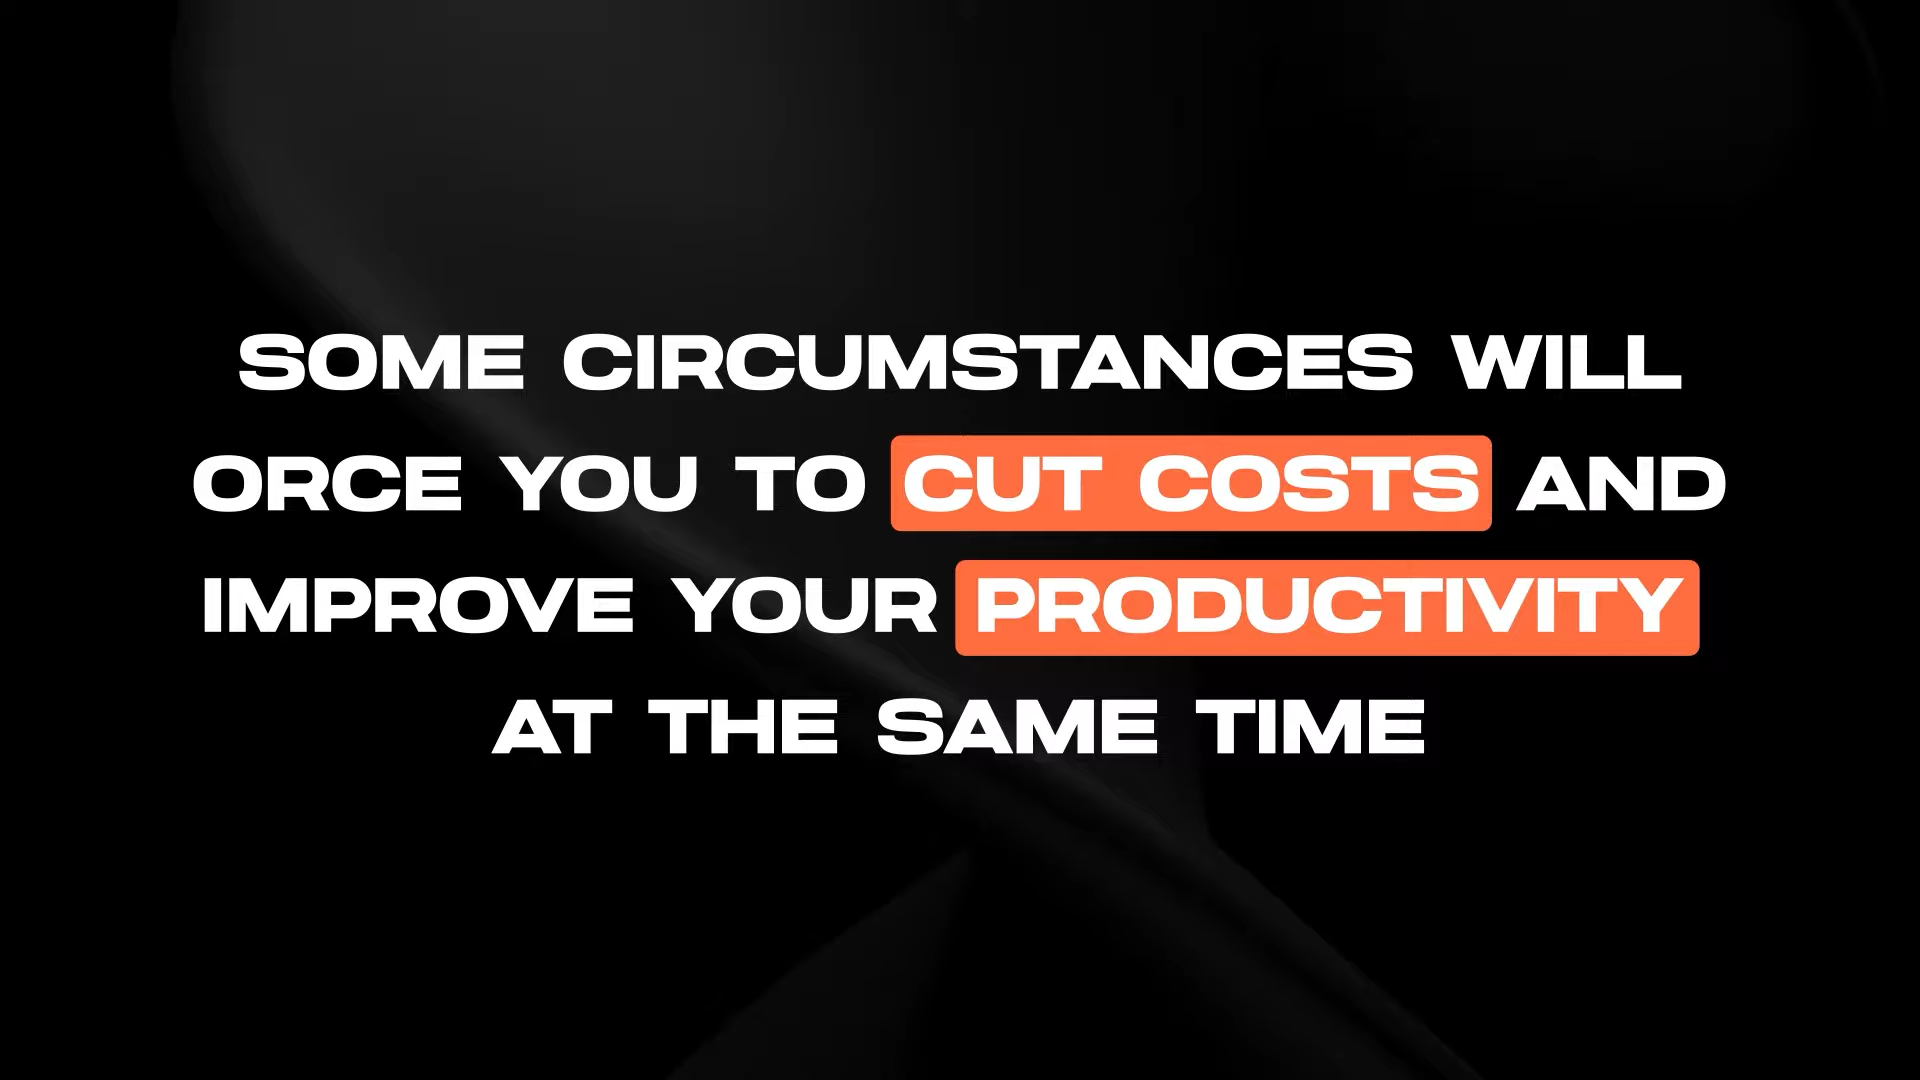 SOME CIRCUMSTANCES WILL
ORCE YOU TO CUT COSTS AND
IMPROVE YOUR PRODUCTIVITY
AT THE SAME TIME